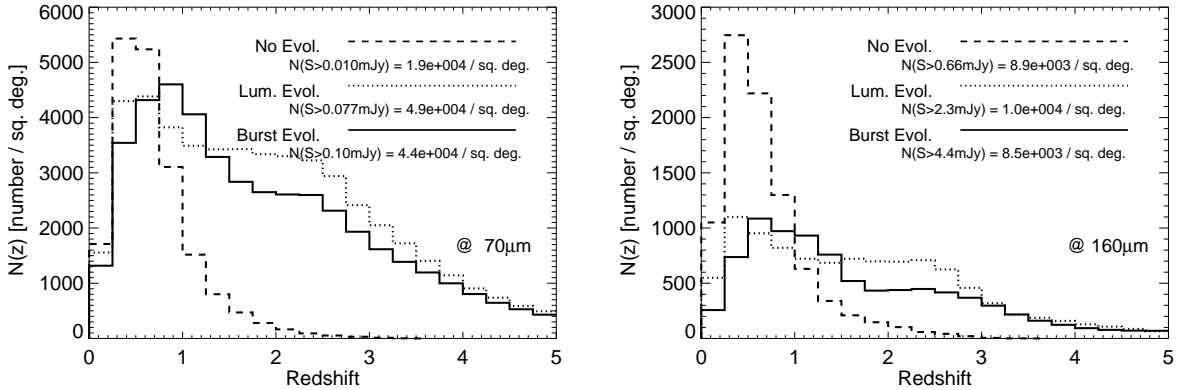 6000
5000
4000
3000
2000
1000
0
N(z) [number / sq. deg.]
No Evol.
N(S>0.010mJy) = 1.9e+004 / sq. deg.
Lum. Evol.
N(S>0.077mJy) = 4.9e+004 / sq. deg.
Burst Evol.
N(S>0.10mJy) = 4.4e+004 / sq. deg.
@ 70μm
0 1 2 3 4 5
Redshift
3000
2500
2000
1500
1000
500
0
N(z) [number / sq. deg.]
No Evol.
N(S>0.66mJy) = 8.9e+003 / sq. deg.
Lum. Evol.
N(S>2.3mJy) = 1.0e+004 / sq. deg.
Burst Evol.
N(S>4.4mJy) = 8.5e+003 / sq. deg.
@ 160μm
0 1 2 3 4 5
Redshift